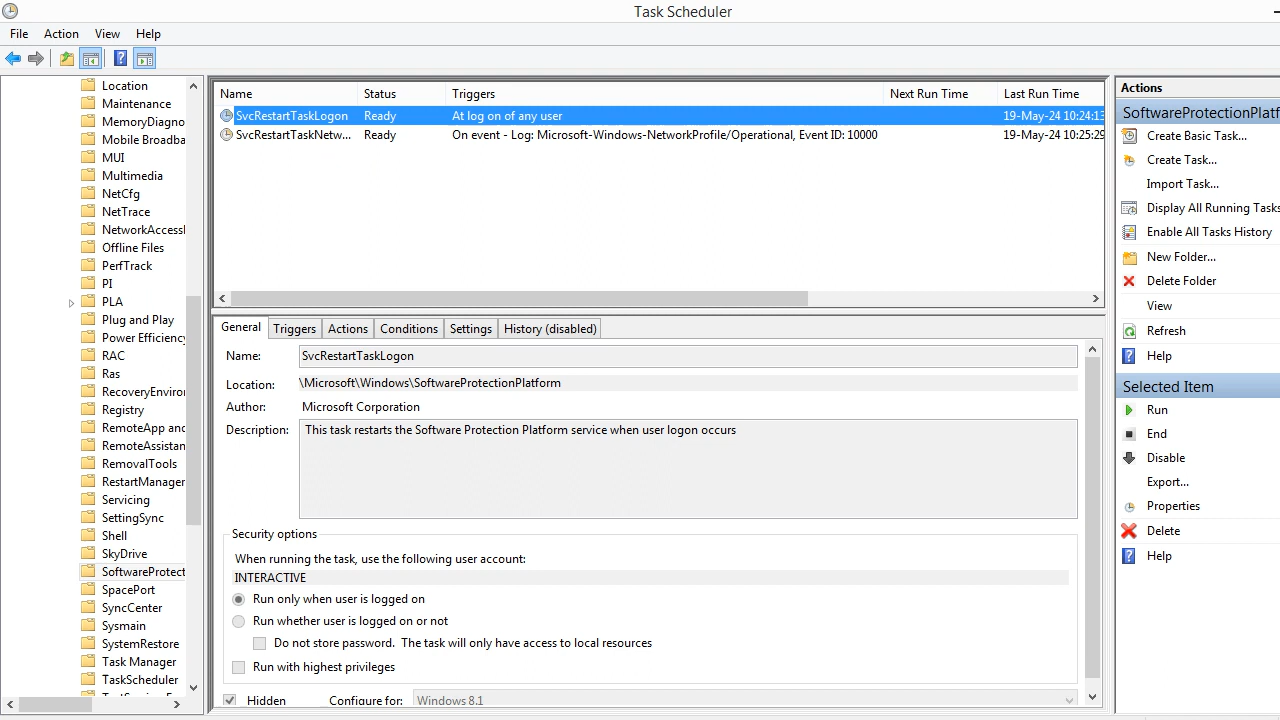 Task Scheduler
File Action View Help
Location
Maintenance
MemoryDiagno
Mobile Broadba
MUI
Multimedia
NetCfg
NetTrace
NetworkAccessl
Offline Files
PerfTrack
PI
PLA
Plug and Play
Power Efficiency
RAC
Ras
RecoveryEnviror
Registry
RemoteApp and
RemoteAssistan
RemovalTools
RestartManager
Servicing
SettingSync
Shell
SkyDrive
SoftwareProtect
SpacePort
SyncCenter
Sysmain
SystemRestore
Task Manager
TaskScheduler
Name Status Triggers Next Run Time Last Run Time
SvcRestartTaskLogon Ready At log on of any user 19-May-24 10:24:13
SvcRestartTaskNetw... Ready On event - Log: Microsoft-Windows-NetworkProfile/Operational, Event ID: 10000 19-May-24 10:25:29
General Triggers Actions Conditions Settings History (disabled)
Name: SvcRestartTaskLogon
Location: \Microsoft\Windows\SoftwareProtectionPlatform
Author: Microsoft Corporation
Description: This task restarts the Software Protection Platform service when user logon occurs
Security options
When running the task, use the following user account:
INTERACTIVE
Run only when user is logged on
Run whether user is logged on or not
Do not store password. The task will only have access to local resources
Run with highest privileges
Hidden Configure for: Windows 8.1
Actions
SoftwareProtectionPlatf
Create Basic Task...
Create Task...
Import Task...
Display All Running Tasks
Enable All Tasks History
New Folder...
Delete Folder
View
Refresh
Help
Selected Item
Run
End
Disable
Export...
Properties
Delete
Help